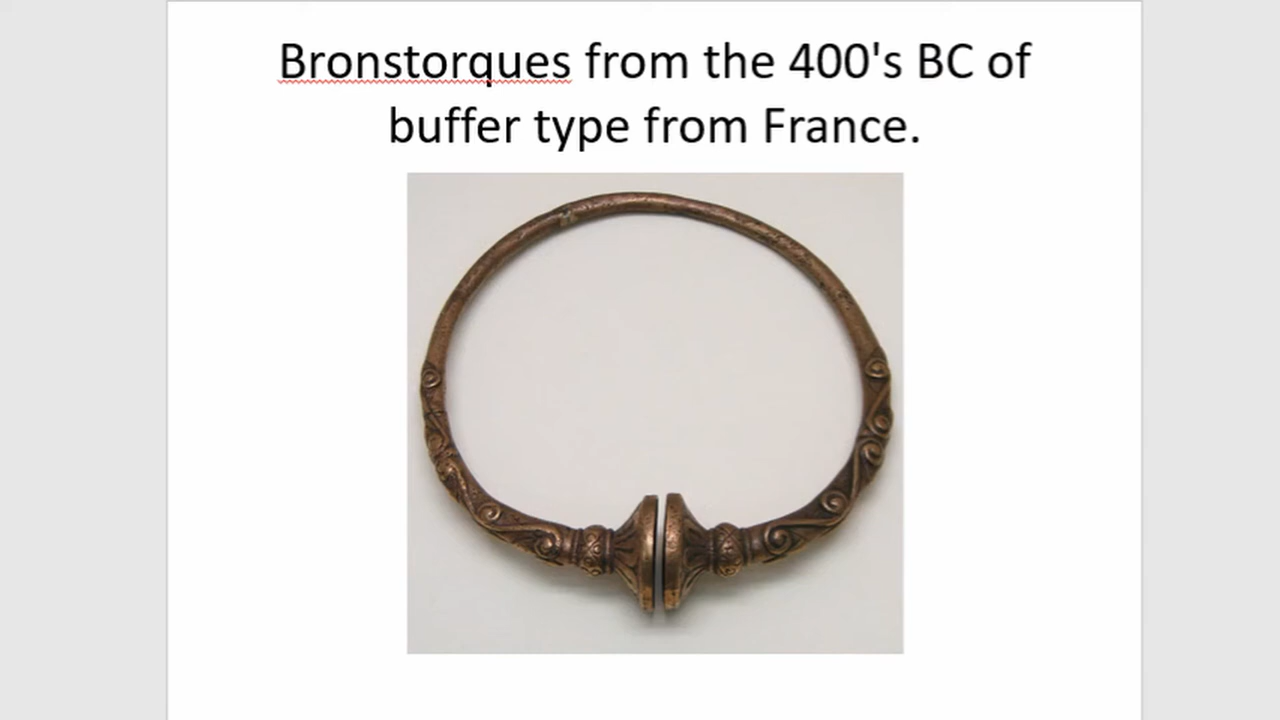 Bronstorques from the 400's BC of
buffer type from France.